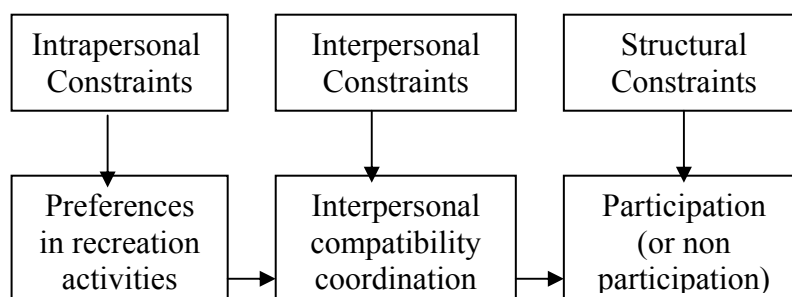 Intrapersonal
Constraints
Interpersonal
Constraints
Structural
Constraints
Preferences
in recreation
activities
Interpersonal
compatibility
coordination
Participation
(or non
participation)